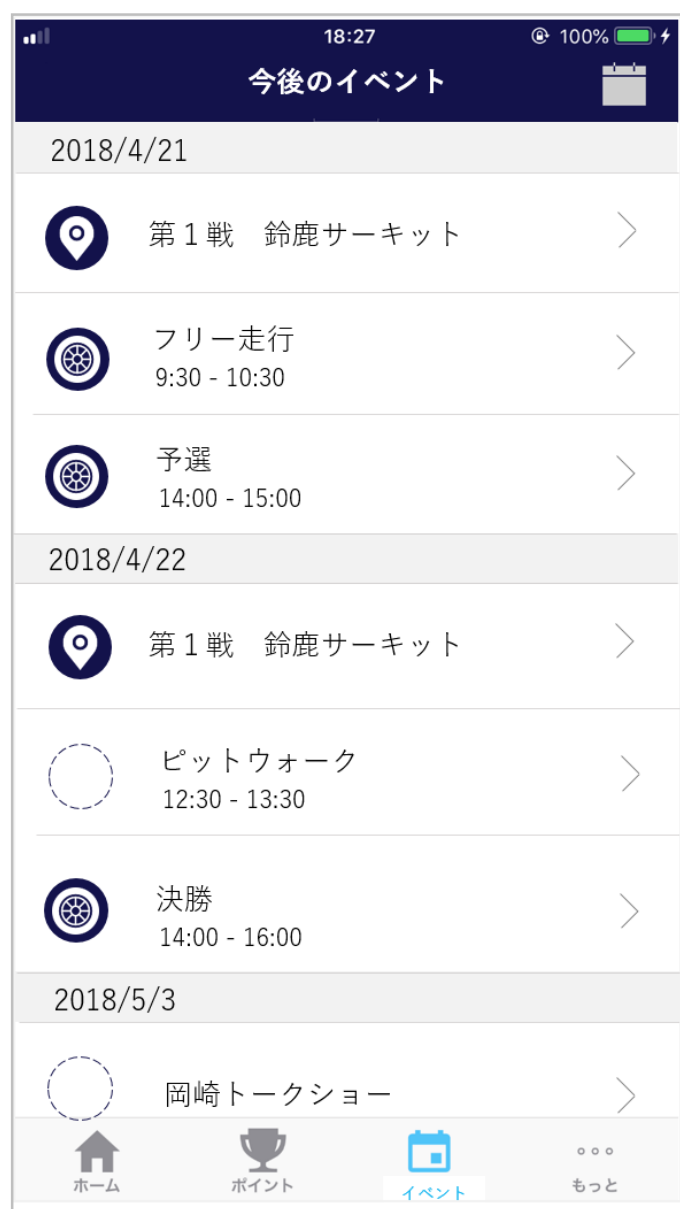 18:27
100%
今後のイベント
2018/4/21
第1戦　鈴鹿サーキット
フリー走行
9:30 - 10:30
予選
14:00 - 15:00
2018/4/22
第1戦　鈴鹿サーキット
ピットウォーク
12:30 - 13:30
決勝
14:00 - 16:00
2018/5/3
岡崎トークショー
ホーム
ポイント
イベント
もっと